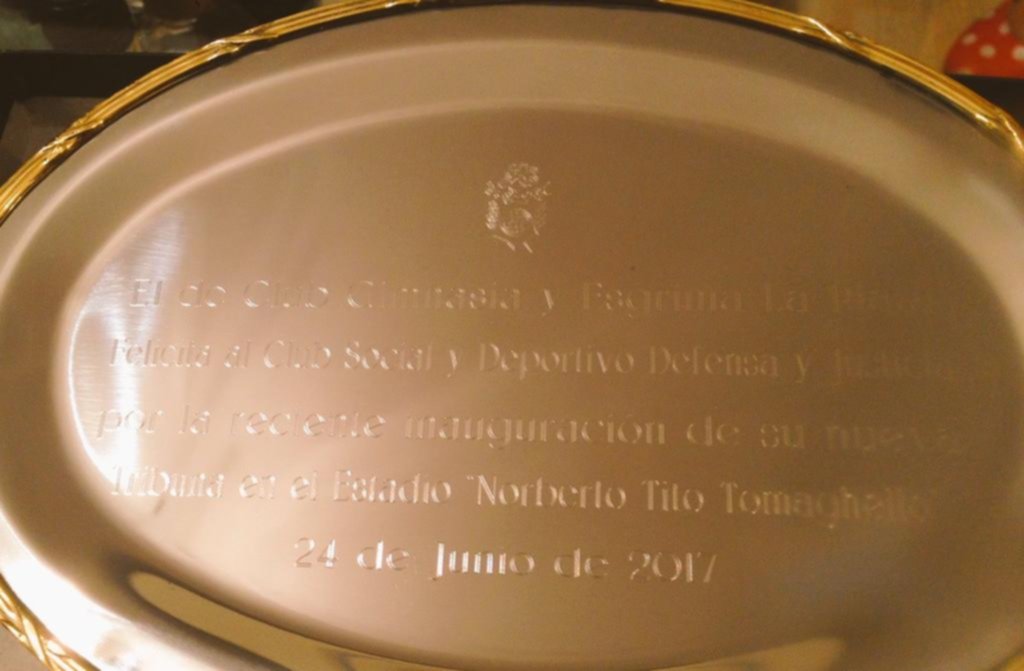 El de Club Gimnasia y Esgrima La Plata
Felicita al Club Social y Deportivo Defensa y Justicia
por la reciente inauguración de su nueva
Tribuna en el Estadio "Norberto Tito Tomaghello"
24 de Junio de 2017